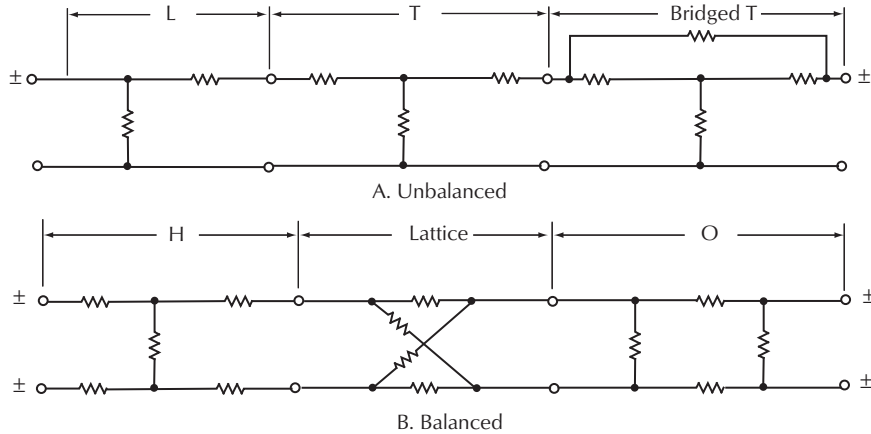 L T Bridged T
± ±
A. Unbalanced
H Lattice O
± ±
± ±
B. Balanced